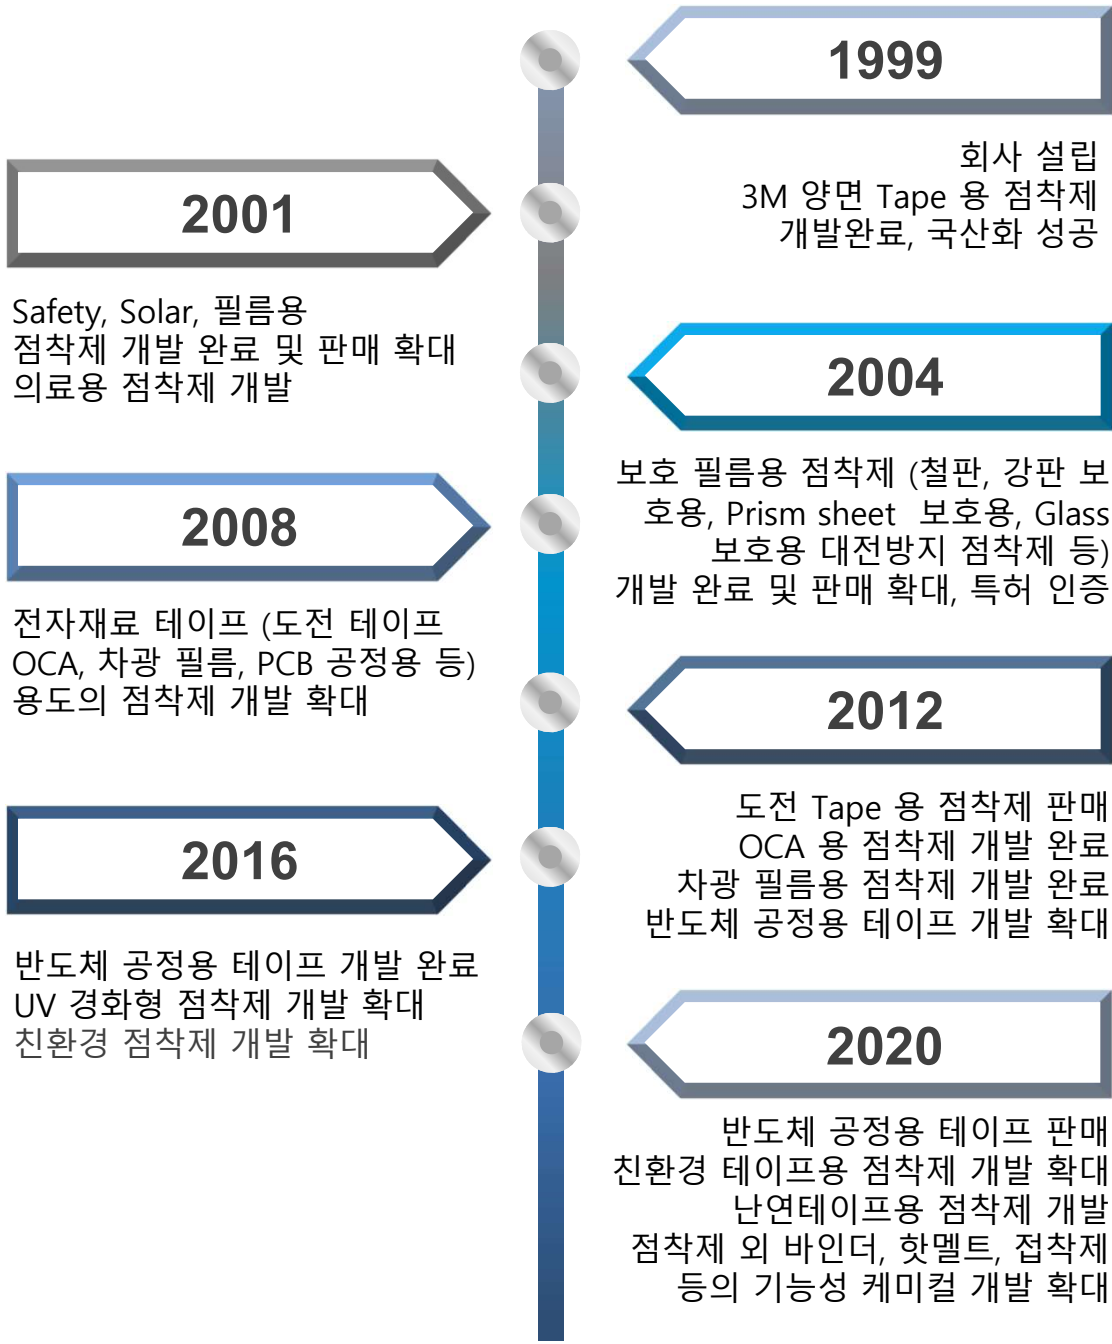 1999
회사 설립
3M 양면 Tape 용 점착제
개발완료, 국산화 성공
2001
Safety, Solar, 필름용
점착제 개발 완료 및 판매 확대
의료용 점착제 개발
2004
보호 필름용 점착제 (철판, 강판 보
호용, Prism sheet 보호용, Glass
보호용 대전방지 점착제 등)
개발 완료 및 판매 확대, 특허 인증
2008
전자재료 테이프 (도전 테이프
OCA, 차광 필름, PCB 공정용 등)
용도의 점착제 개발 확대
2012
도전 Tape 용 점착제 판매
OCA 용 점착제 개발 완료
차광 필름용 점착제 개발 완료
반도체 공정용 테이프 개발 확대
2016
반도체 공정용 테이프 개발 완료
UV 경화형 점착제 개발 확대
친환경 점착제 개발 확대
2020
반도체 공정용 테이프 판매
친환경 테이프용 점착제 개발 확대
난연테이프용 점착제 개발
점착제 외 바인더, 핫멜트, 접착제
등의 기능성 케미컬 개발 확대